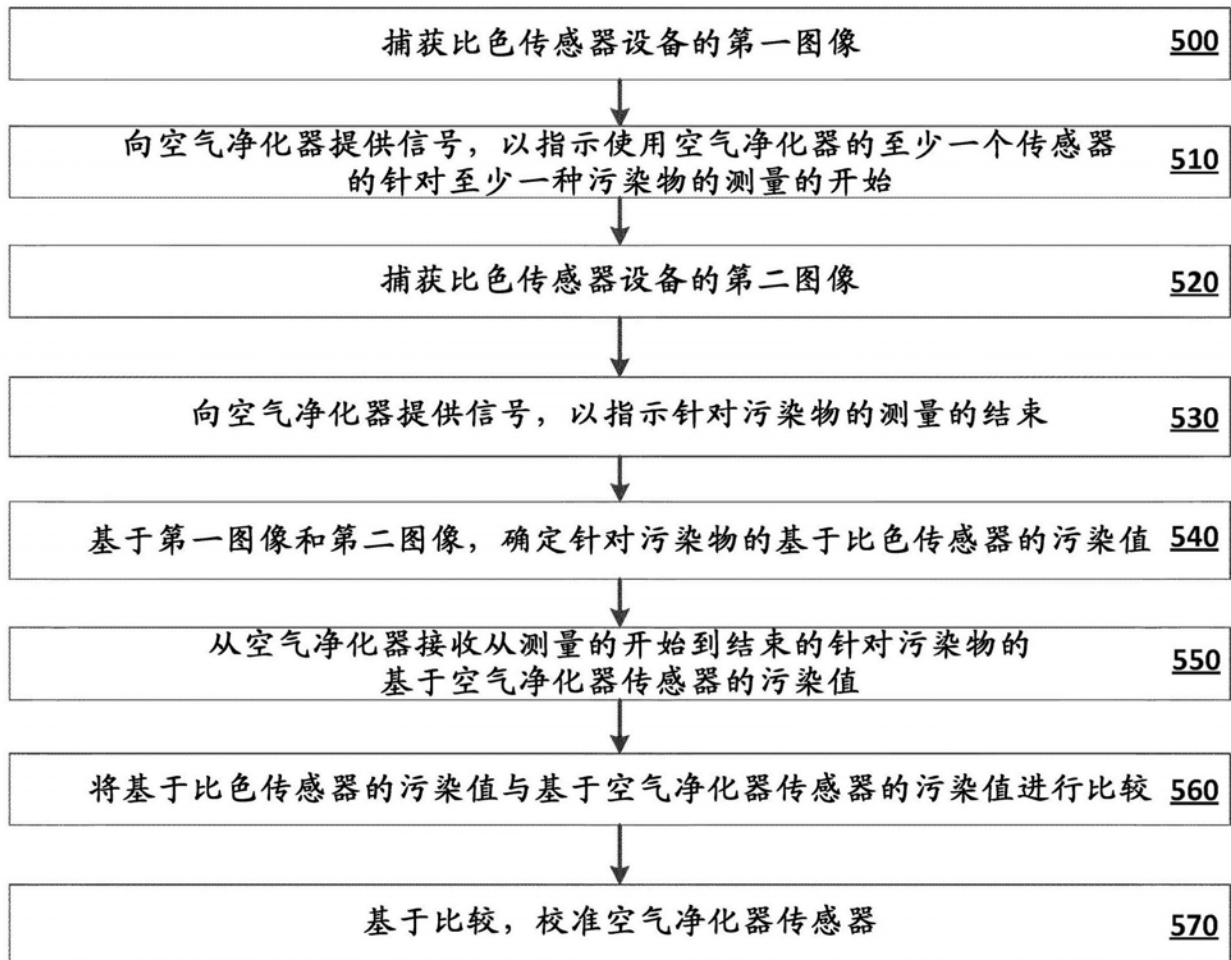 捕获比色传感器设备的第一图像 500
向空气净化器提供信号，以指示使用空气净化器的至少一个传感器
的针对至少一种污染物的测量的开始 510
捕获比色传感器设备的第二图像 520
向空气净化器提供信号，以指示针对污染物的测量的结束 530
基于第一图像和第二图像，确定针对污染物的基于比色传感器的污染值 540
从空气净化器接收从测量的开始到结束的针对污染物的
基于空气净化器传感器的污染值 550
将基于比色传感器的污染值与基于空气净化器传感器的污染值进行比较 560
基于比较，校准空气净化器传感器 570